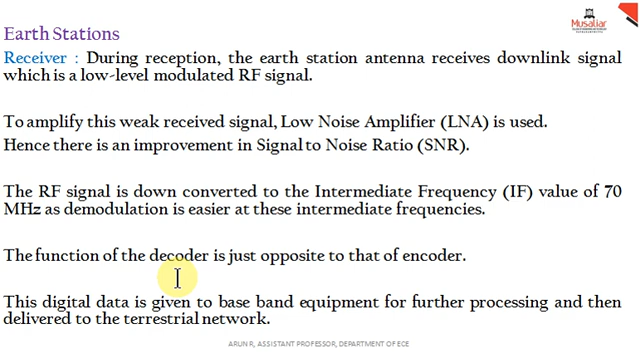 Musaliar
Earth Stations
Receiver : During reception, the earth station antenna receives downlink signal
which is a low-level modulated RF signal.
To amplify this weak received signal, Low Noise Amplifier (LNA) is used.
Hence there is an improvement in Signal to Noise Ratio (SNR).
The RF signal is down converted to the Intermediate Frequency (IF) value of 70
MHz as demodulation is easier at these intermediate frequencies.
The function of the decoder is just opposite to that of encoder.
This digital data is given to base band equipment for further processing and then
delivered to the terrestrial network.
ARUN R, ASSISTANT PROFESSOR, DEPARTMENT OF ECE